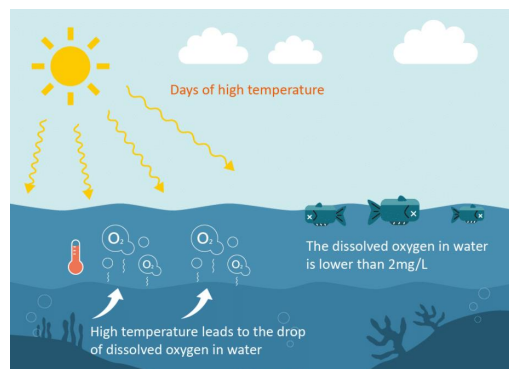 Days of high temperature
O₂
O₂
O₂
O₂
The dissolved oxygen in water
is lower than 2mg/L
High temperature leads to the drop
of dissolved oxygen in water